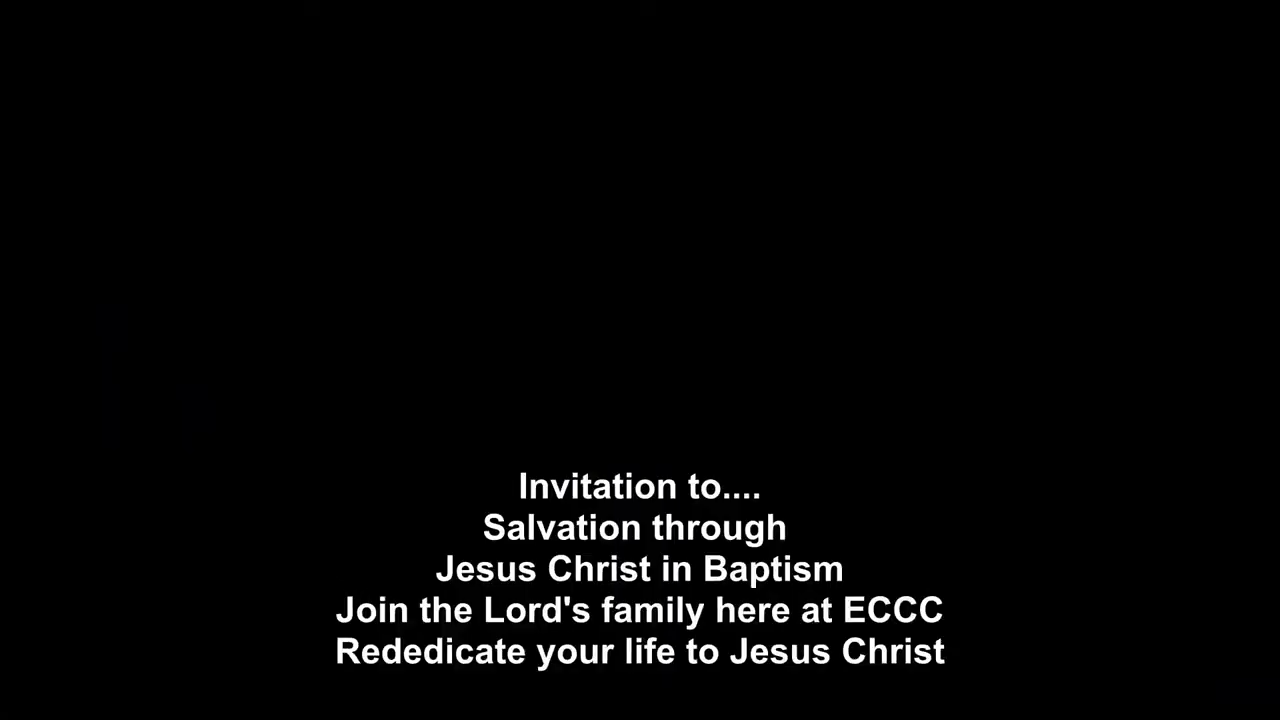 Invitation to....
Salvation through
Jesus Christ in Baptism
Join the Lord's family here at ECCC
Rededicate your life to Jesus Christ